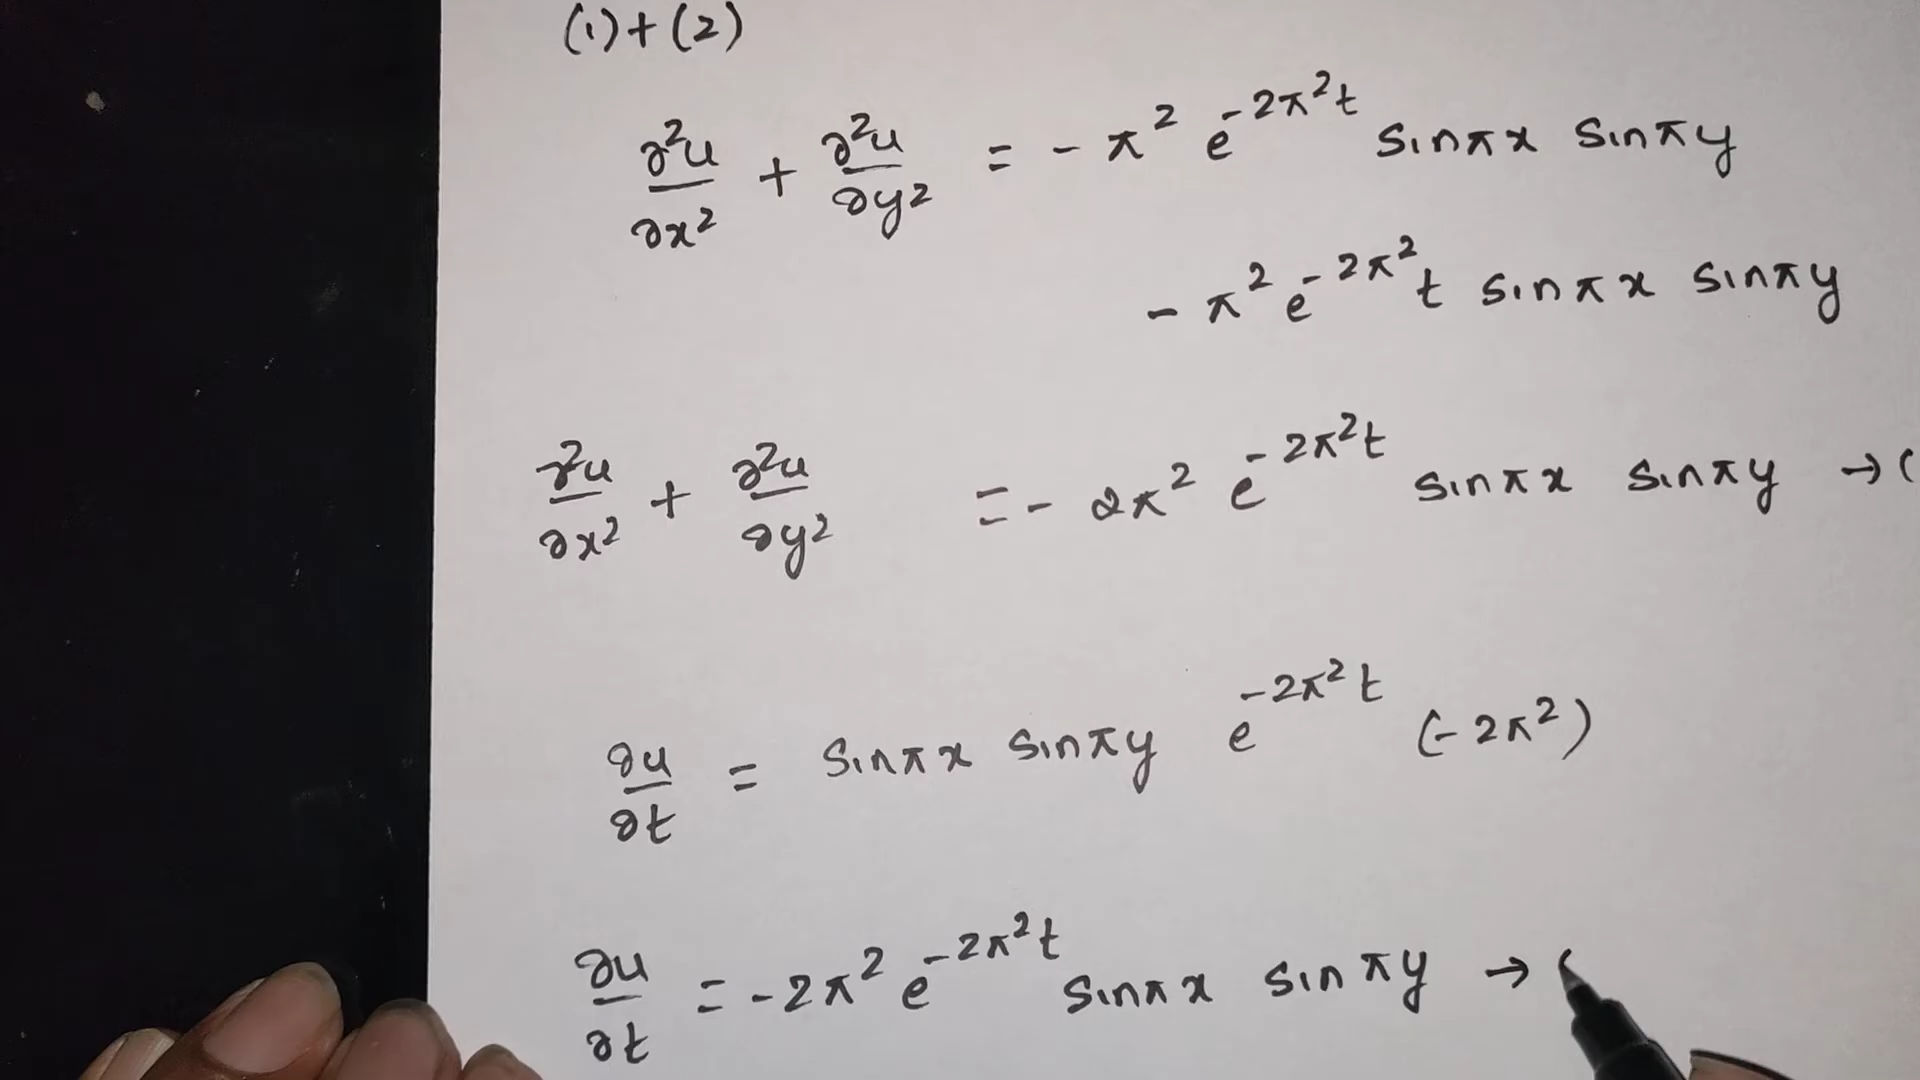 (1)+(2)
∂²u/∂x² + ∂²u/∂y² = - π² e^{-2π²t} sinπx sinπy
- π² e^{-2π²t} sinπx sinπy
∂²u/∂x² + ∂²u/∂y² = - 2π² e^{-2π²t} sinπx sinπy → (
∂u/∂t = sinπx sinπy e^{-2π²t} (-2π²)
∂u/∂t = -2π² e^{-2π²t} sinπx sinπy → (